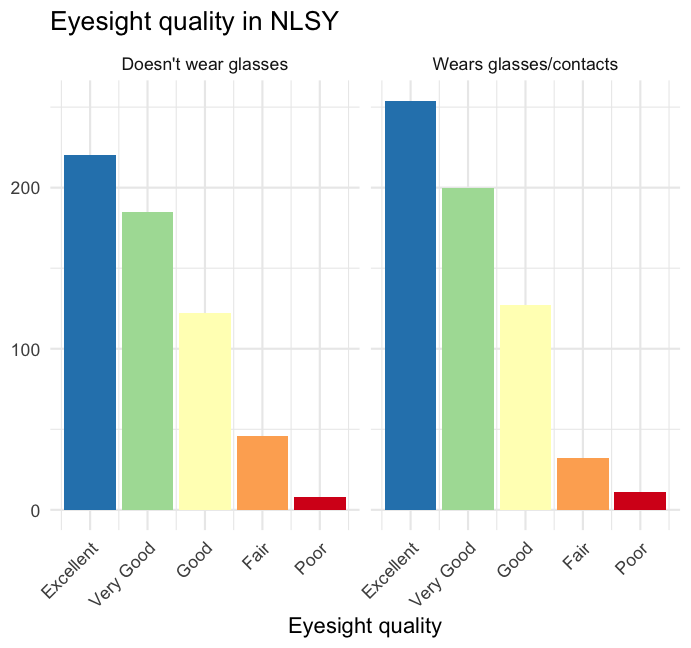 Eyesight quality in NLSY
Doesn't wear glasses
Wears glasses/contacts
200
100
0
Excellent
Very Good
Good
Fair
Poor
Excellent
Very Good
Good
Fair
Poor
Eyesight quality